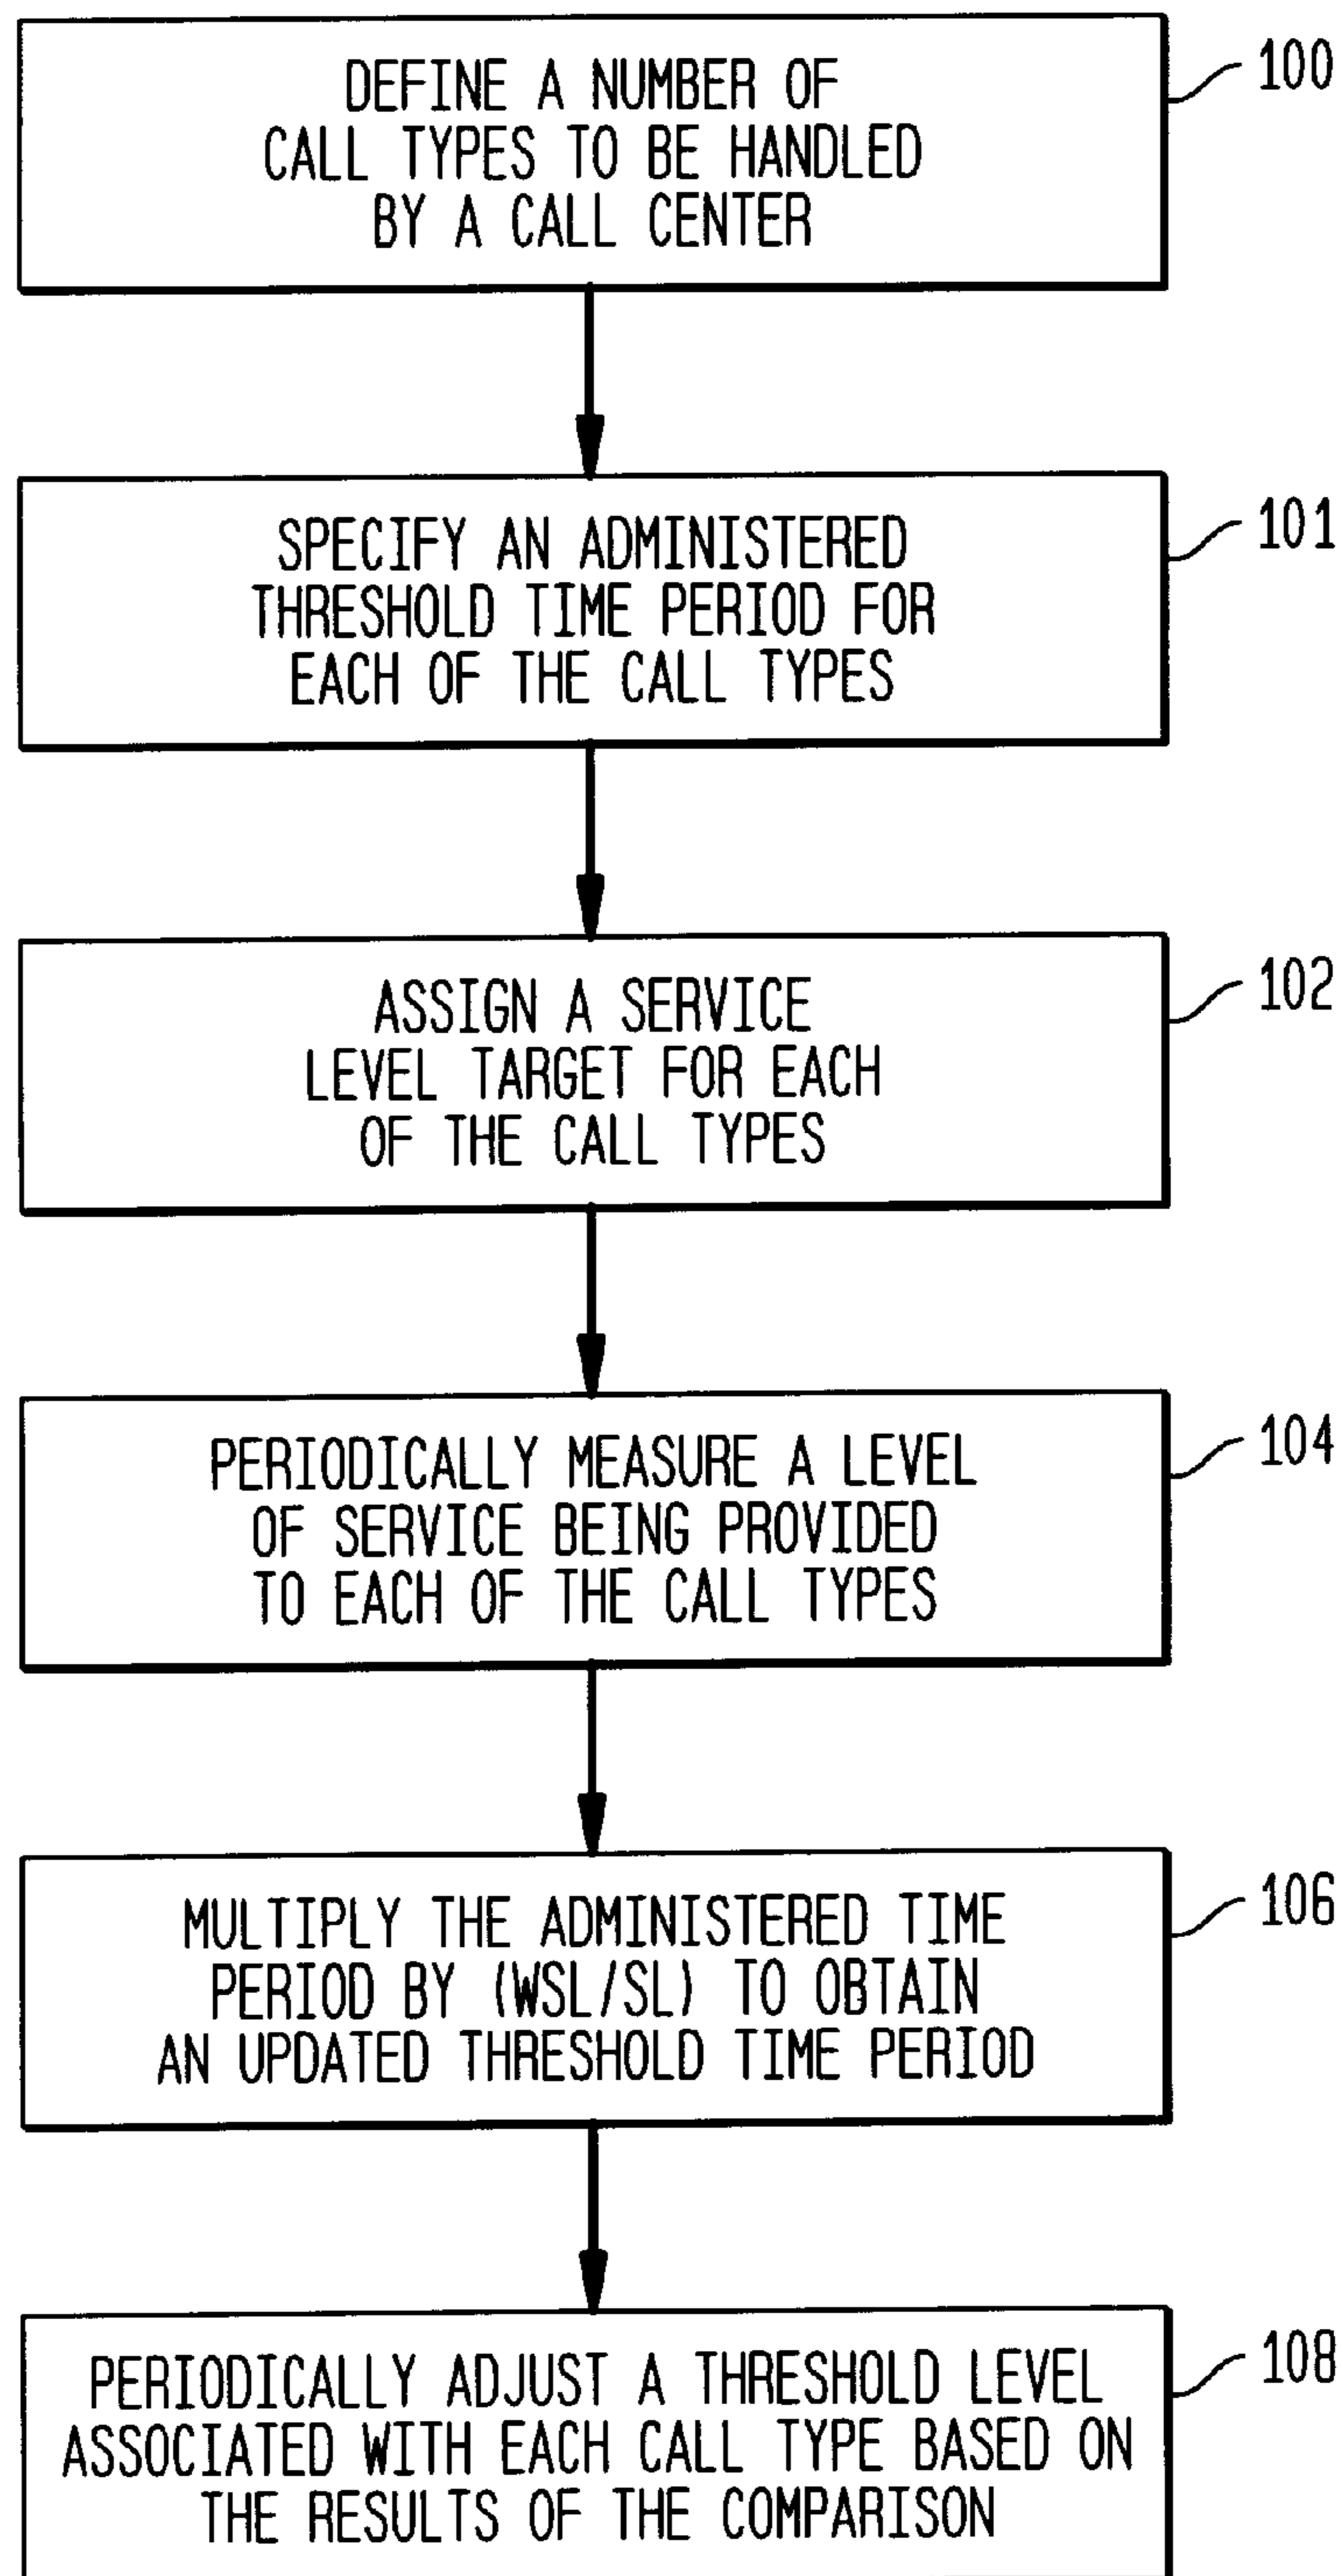 DEFINE A NUMBER OF
CALL TYPES TO BE HANDLED
BY A CALL CENTER
100
SPECIFY AN ADMINISTERED
THRESHOLD TIME PERIOD FOR
EACH OF THE CALL TYPES
101
ASSIGN A SERVICE
LEVEL TARGET FOR EACH
OF THE CALL TYPES
102
PERIODICALLY MEASURE A LEVEL
OF SERVICE BEING PROVIDED
TO EACH OF THE CALL TYPES
104
MULTIPLY THE ADMINISTERED TIME
PERIOD BY (WSL/SL) TO OBTAIN
AN UPDATED THRESHOLD TIME PERIOD
106
PERIODICALLY ADJUST A THRESHOLD LEVEL
ASSOCIATED WITH EACH CALL TYPE BASED ON
THE RESULTS OF THE COMPARISON
108